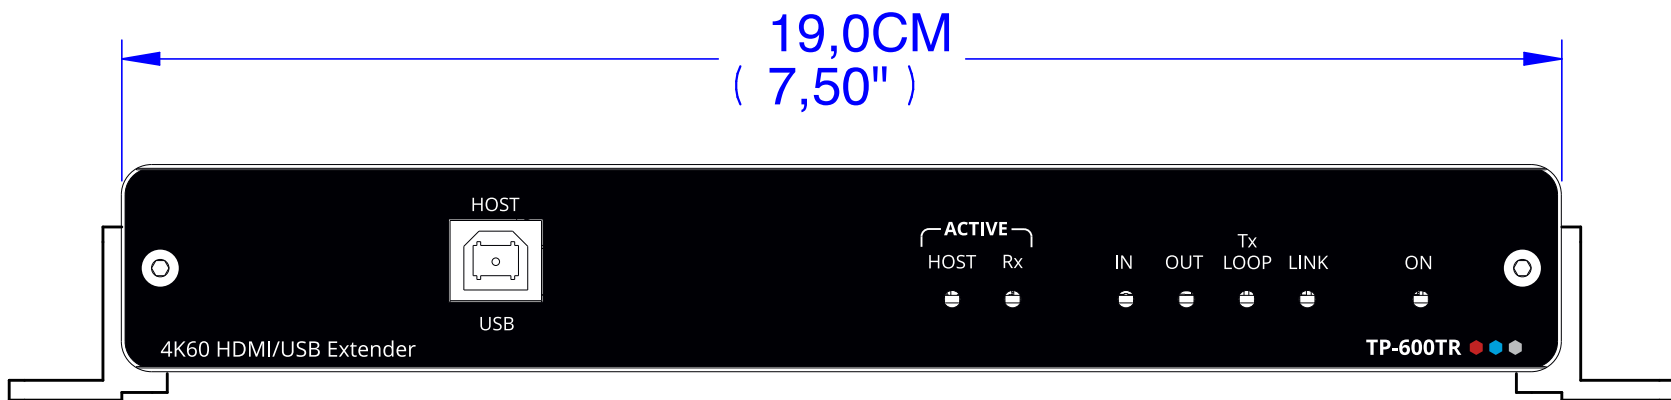 19,0CM
( 7,50" )
HOST
USB
ACTIVE
HOST Rx
IN OUT Tx LOOP LINK ON
4K60 HDMI/USB Extender
TP-600TR